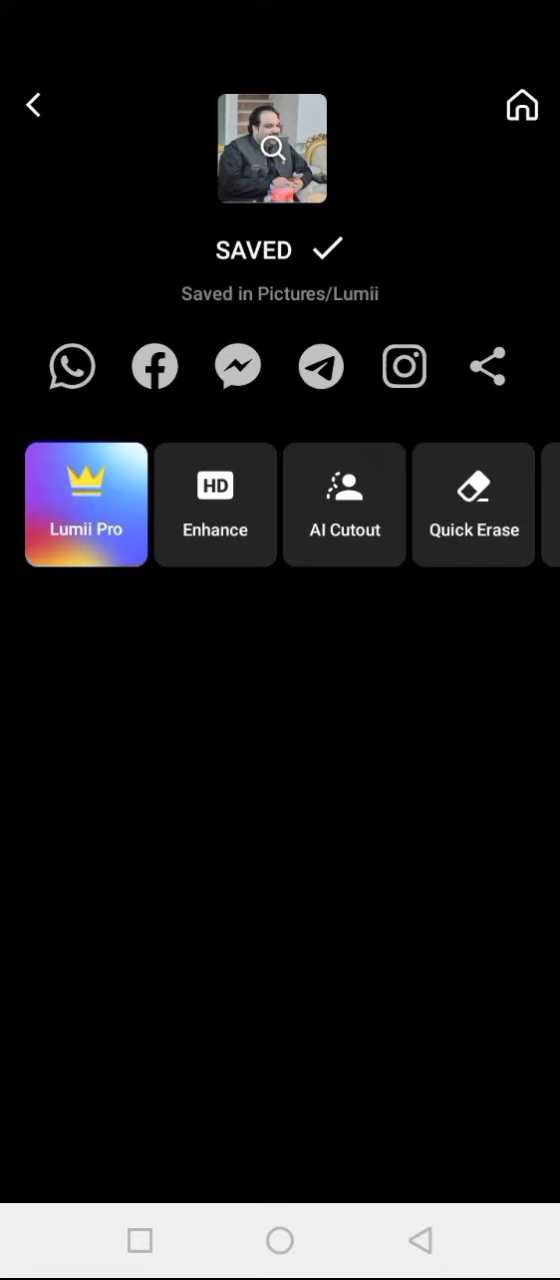 SAVED
Saved in Pictures/Lumii
Lumii Pro
HD
Enhance
AI Cutout
Quick Erase